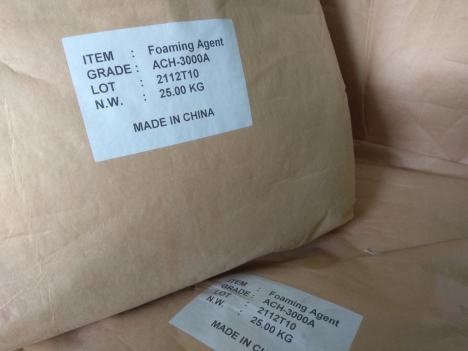 ITEM : Foaming Agent
GRADE : ACH-3000A
LOT : 2112T10
N.W. : 25.00 KG
MADE IN CHINA
ITEM : Foaming Agent
GRADE : ACH-3000A
LOT : 2112T10
N.W. : 25.00 KG
MADE IN